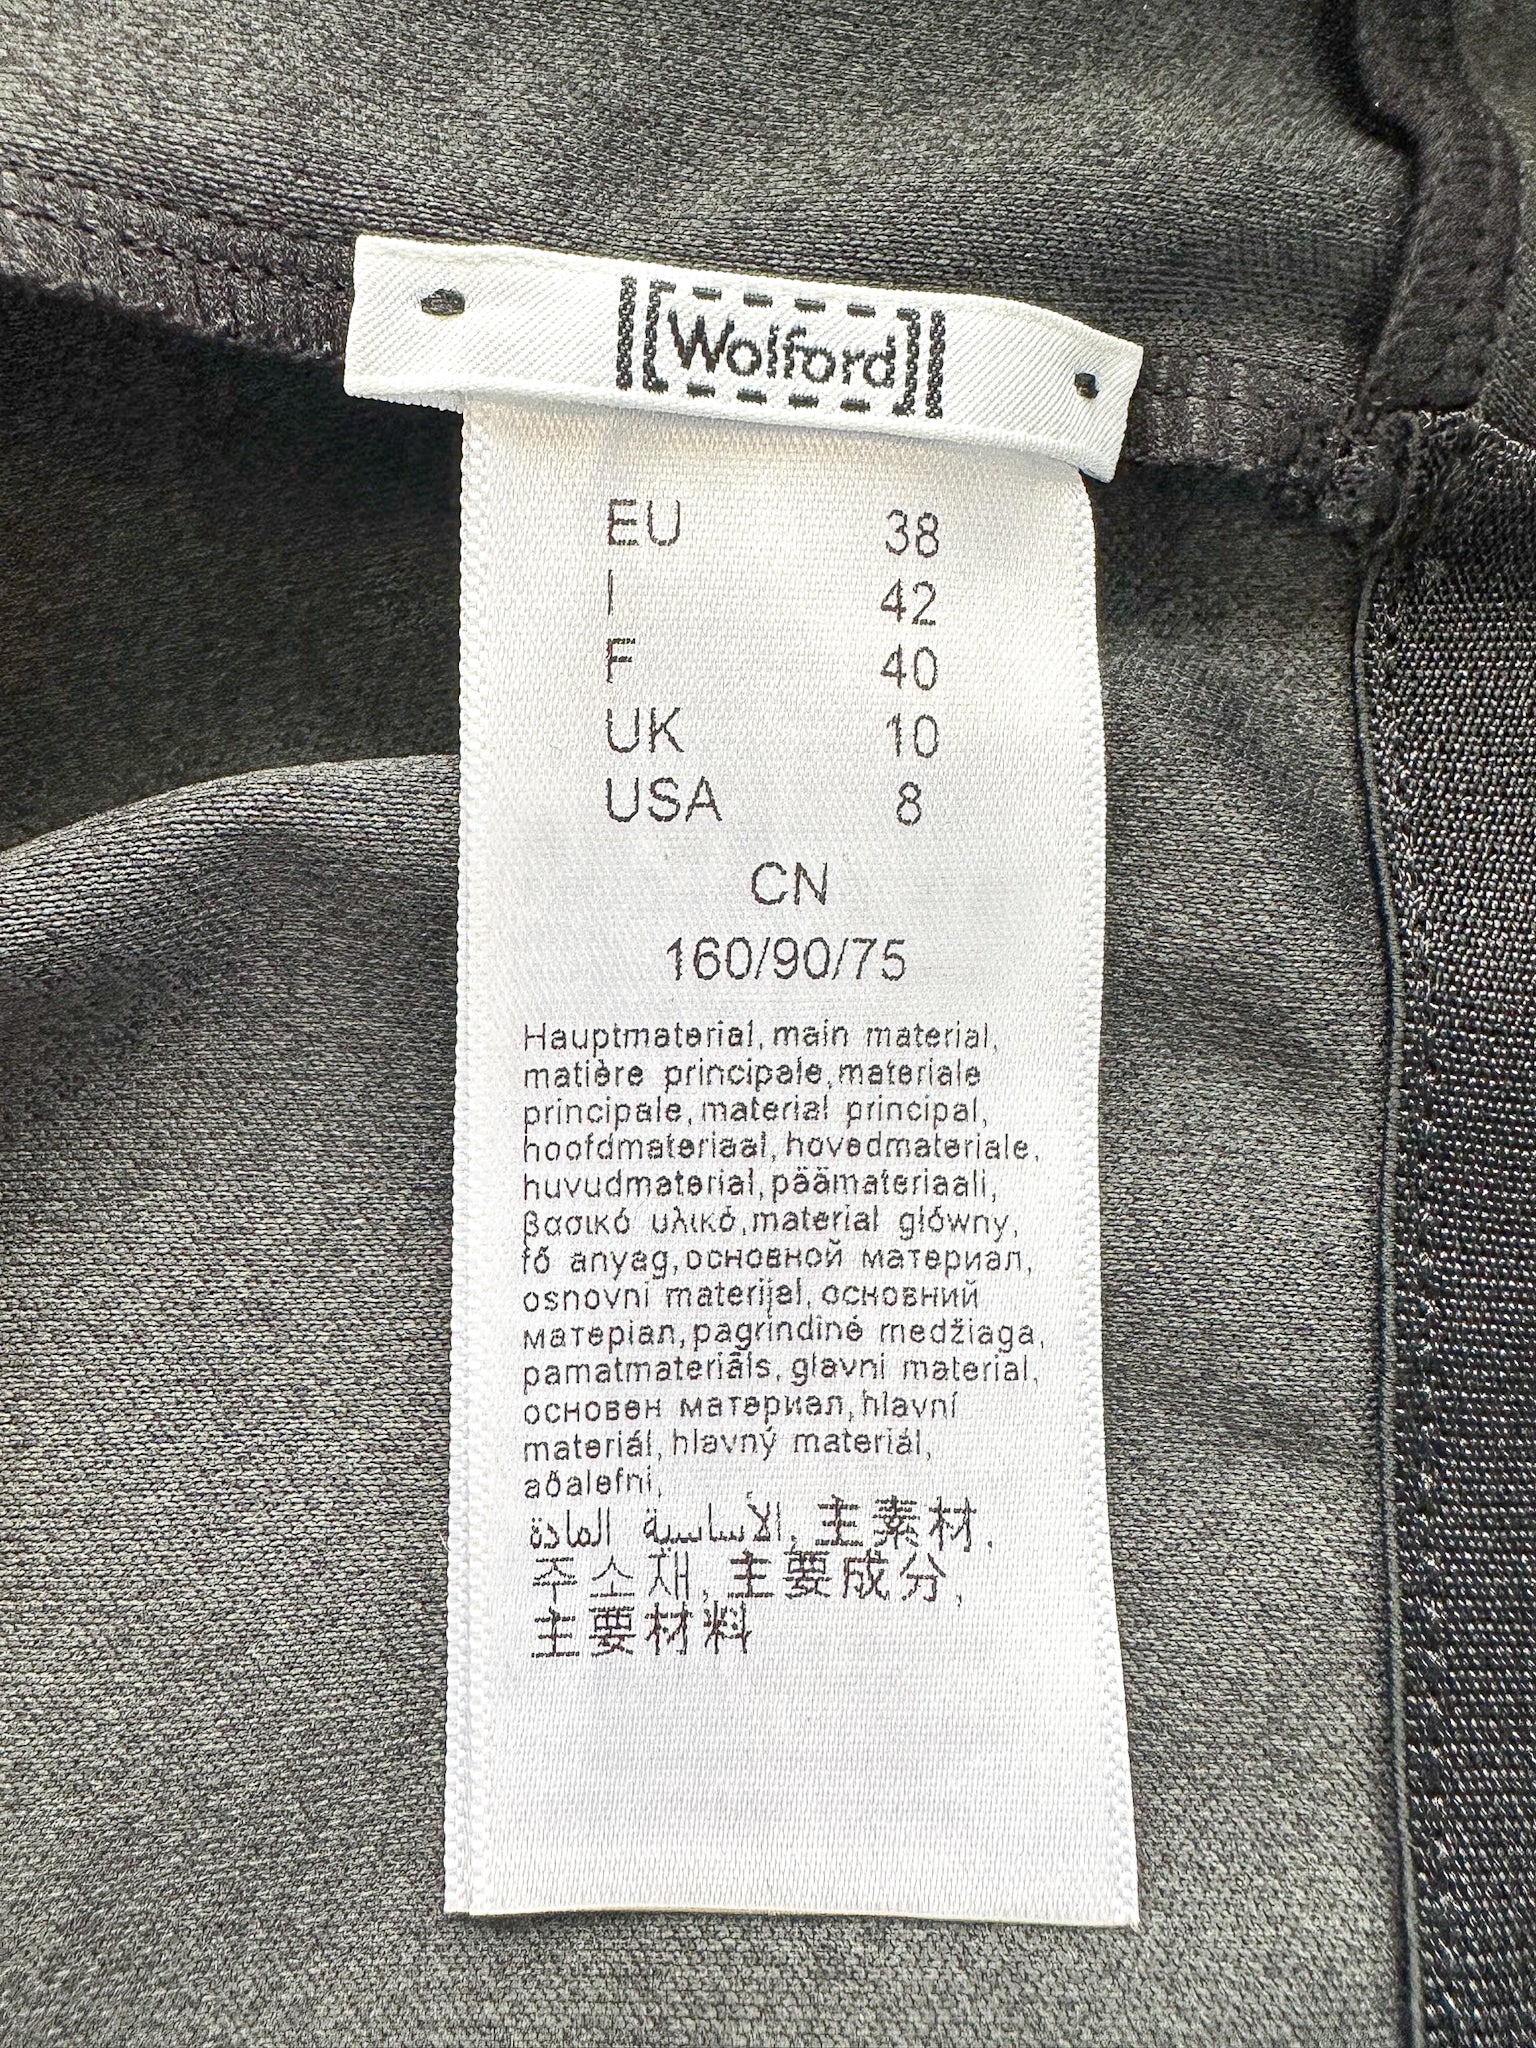 Wolford
EU 38
I 42
F 40
UK 10
USA 8
CN
160/90/75
Hauptmaterial, main material,
matière principale, materiale
principale, material principal,
hoofdmateriaal, hovedmateriale,
huvudmaterial, päämateriaali,
βασικό υλικό, material główny,
fő anyag, основной материал,
osnovni materijal, основний
матеріал, pagrindinė medžiaga,
pamatmateriāls, glavni material,
основен материал, hlavní
materiál, hlavný materiál,
aðalefni,
المادة الأساسية, 主素材,
주소재, 主要成分,
主要材料